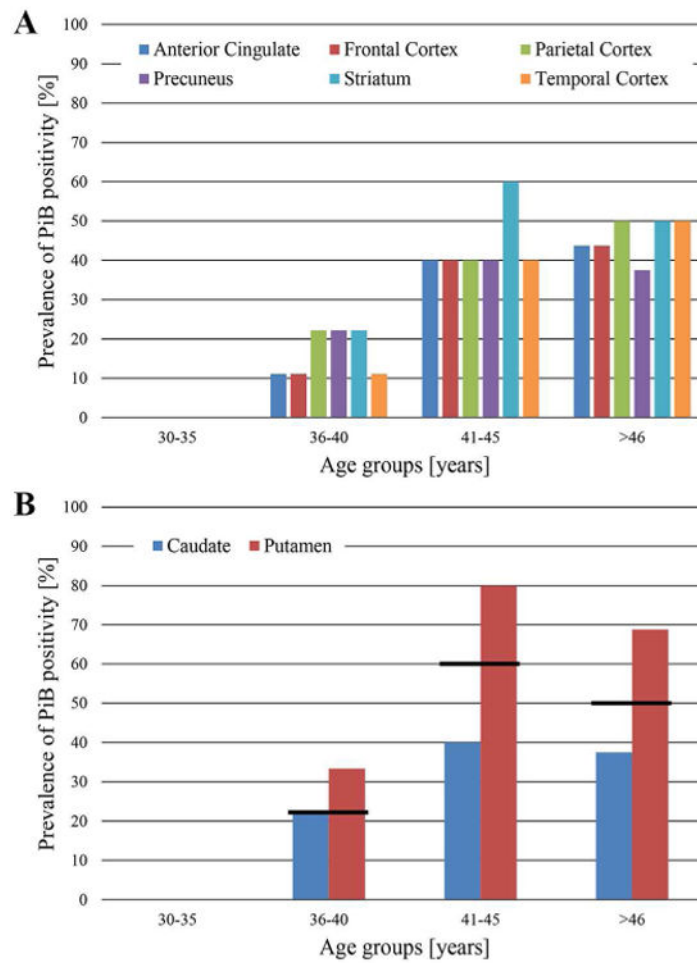 A
Anterior Cingulate Frontal Cortex Parietal Cortex
Precuneus Striatum Temporal Cortex
Prevalence of PiB positivity [%]
100
90
80
70
60
50
40
30
20
10
0
30-35 36-40 41-45 >46
Age groups [years]
B
Caudate Putamen
Prevalence of PiB positivity [%]
100
90
80
70
60
50
40
30
20
10
0
30-35 36-40 41-45 >46
Age groups [years]